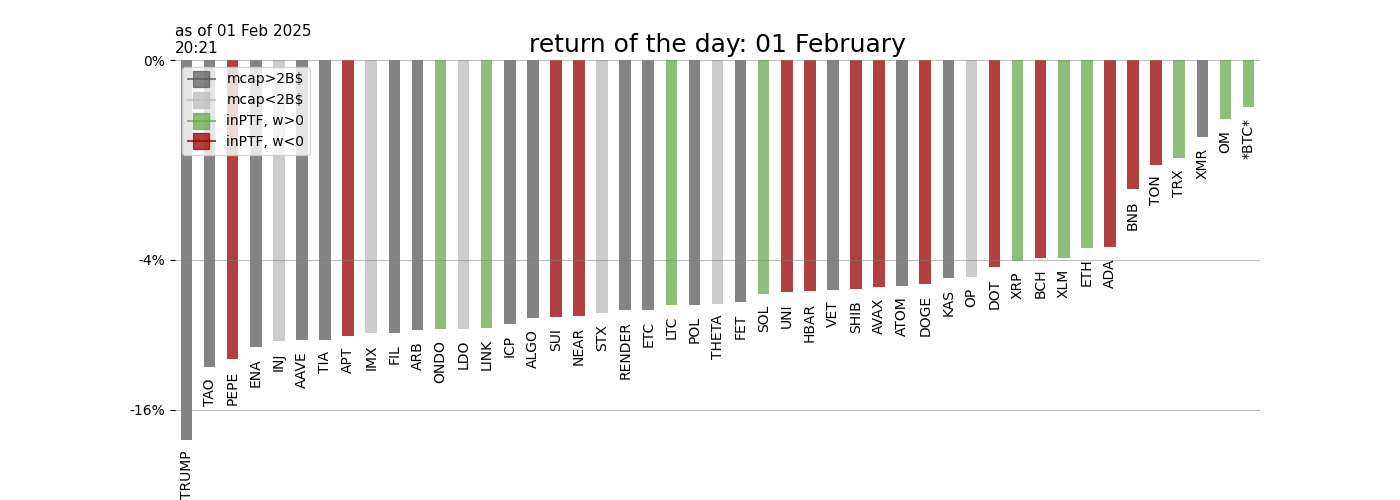 as of 01 Feb 2025
20:21
return of the day: 01 February
0%
-4%
-16%
mcap>2B$
mcap<2B$
inPTF, w>0
inPTF, w<0
TRUMP
TAO
PEPE
ENA
INJ
AAVE
TIA
APT
IMX
FIL
ARB
ONDO
LDO
LINK
ICP
ALGO
SUI
NEAR
STX
RENDER
ETC
LTC
POL
THETA
FET
SOL
UNI
HBAR
VET
SHIB
AVAX
ATOM
DOGE
KAS
OP
DOT
XRP
BCH
XLM
ETH
ADA
BNB
TON
TRX
XMR
OM
*BTC*